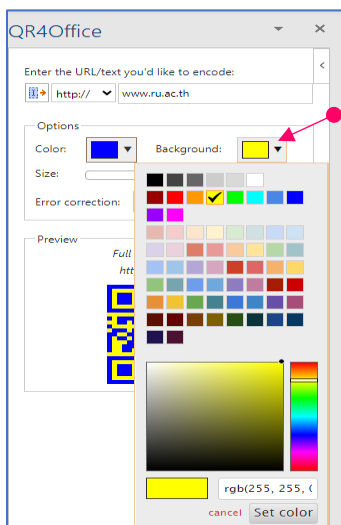 QR4Office
Enter the URL/text you'd like to encode:
http:// www.ru.ac.th
Options
Color: Background:
Size:
Error correction:
Preview
Full
htt
rgb(255, 255, (
cancel Set color